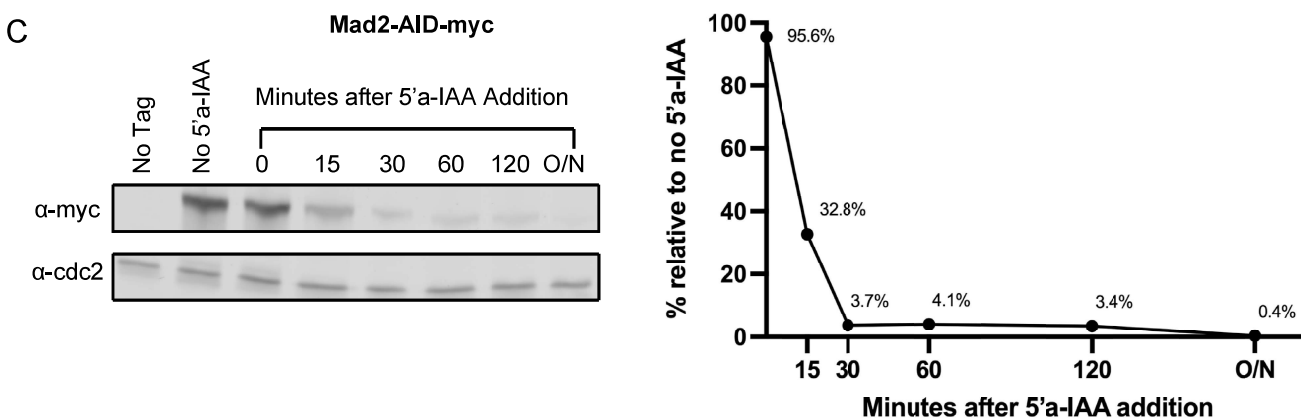 C
Mad2-AID-myc
No Tag
No 5'a-IAA
Minutes after 5'a-IAA Addition
0 15 30 60 120 O/N
α-myc
α-cdc2
% relative to no 5'a-IAA
100
80
60
40
20
0
95.6%
32.8%
3.7%
4.1%
3.4%
0.4%
15 30 60 120 O/N
Minutes after 5'a-IAA addition